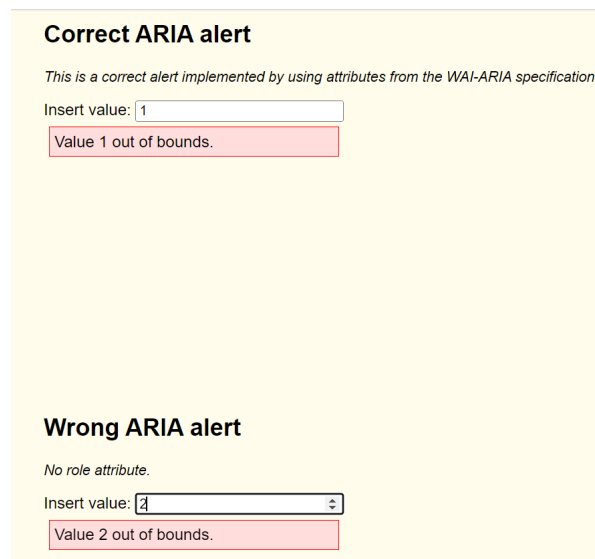 Correct ARIA alert
This is a correct alert implemented by using attributes from the WAI-ARIA specification
Insert value: 1
Value 1 out of bounds.
Wrong ARIA alert
No role attribute.
Insert value: 2
Value 2 out of bounds.